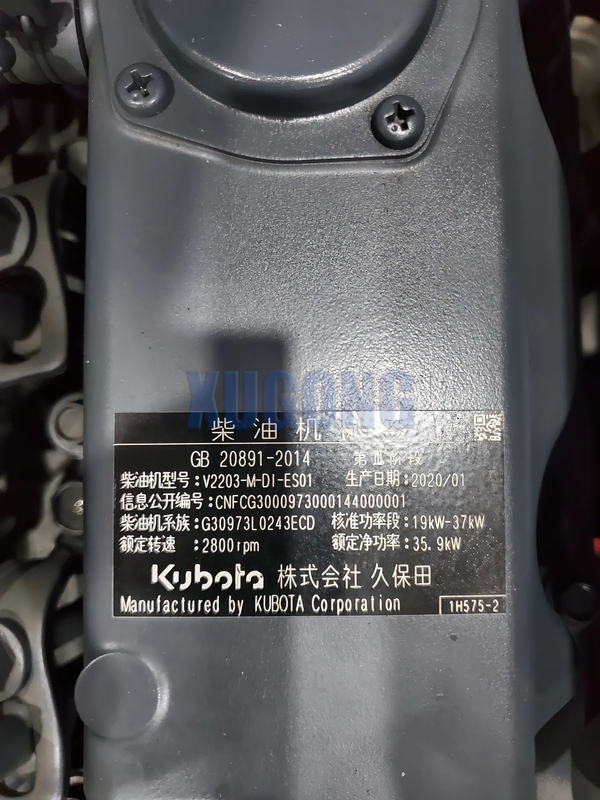 XUGONG
柴油机标签
GB 20891-2014 第Ⅲ阶段
柴油机型号:V2203-M-DI-ES01 生产日期:2020/01
信息公开编号:CNFCG3000973000144000001
柴油机系族:G30973L0243ECD 核准功率段:19kW-37kW
额定转速:2800rpm 额定净功率:35.9kW
Kubota 株式会社 久保田
Manufactured by KUBOTA Corporation 1H575-2